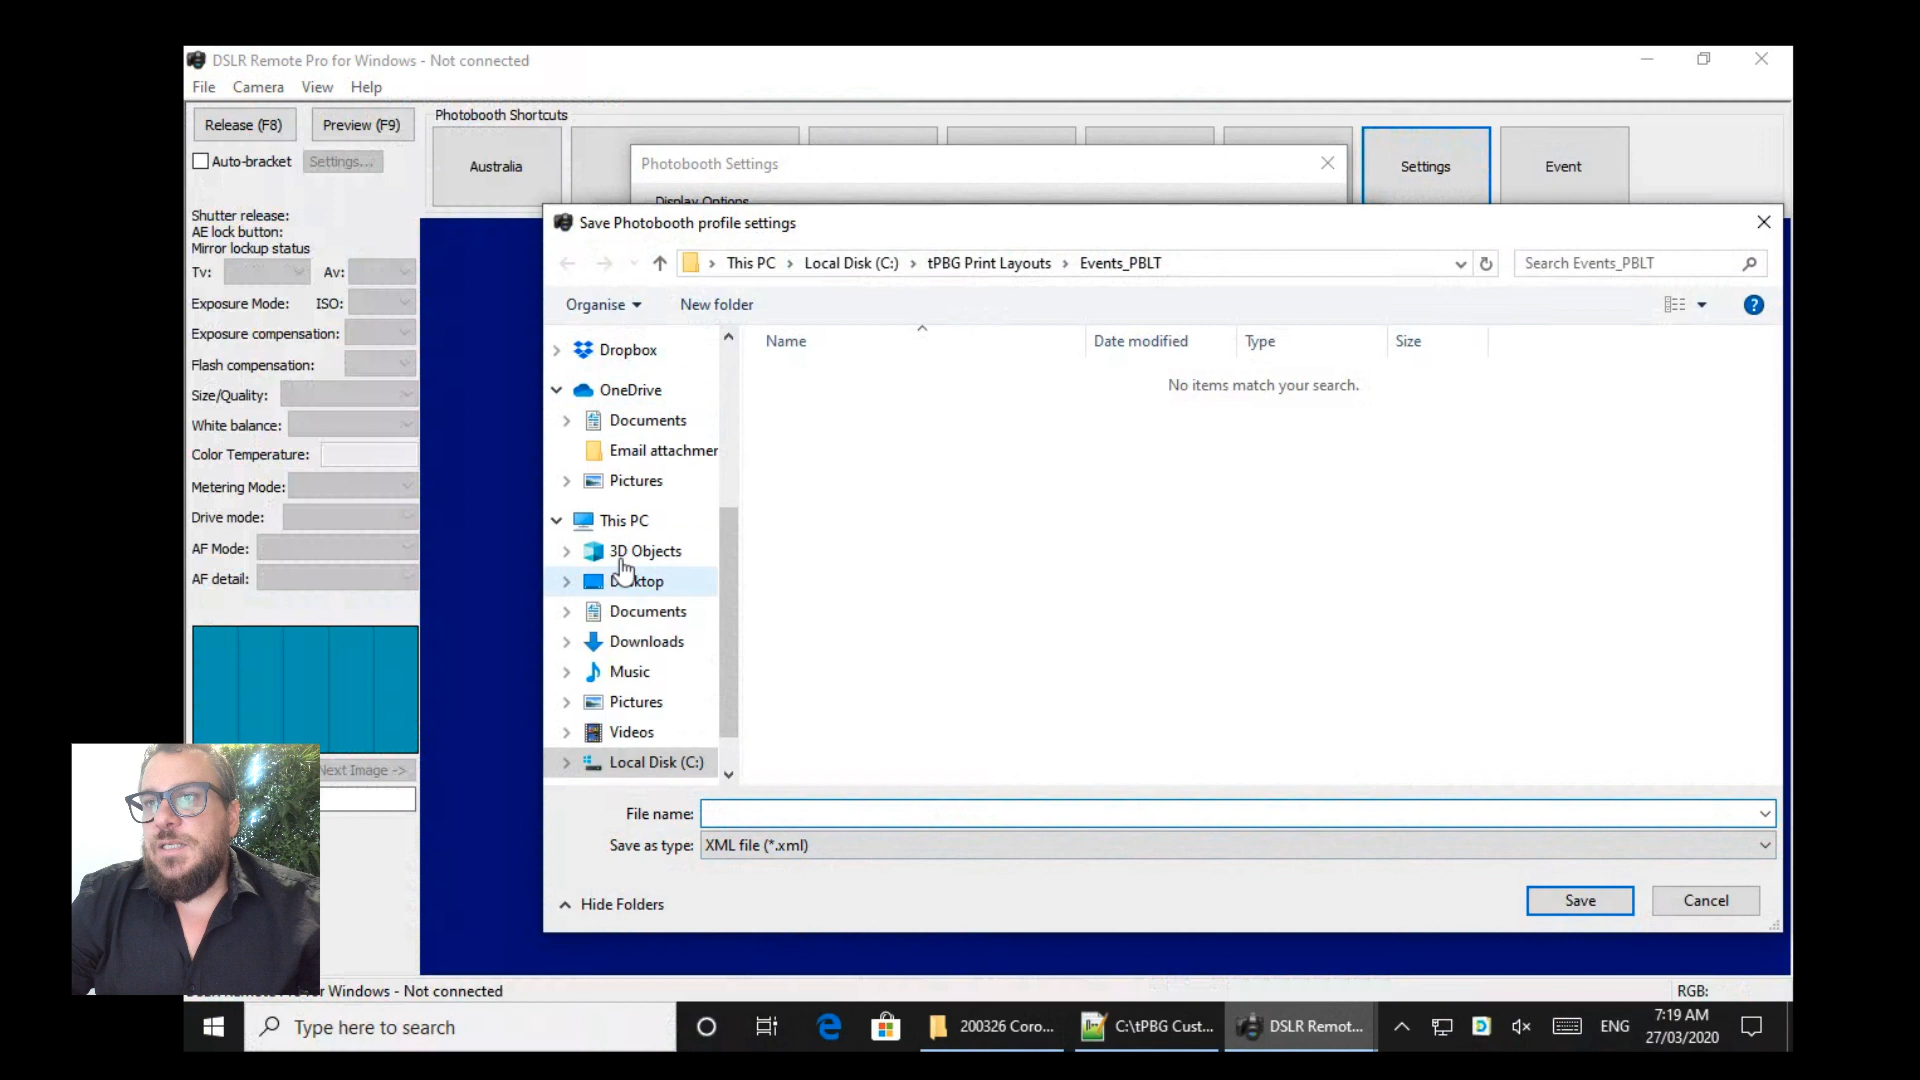 DSLR Remote Pro for Windows - Not connected
File Camera View Help
Release (F8) Preview (F9)
Auto-bracket Settings...
Photobooth Shortcuts
Australia
Settings
Event
Photobooth Settings
Display Options
Shutter release:
AE lock button:
Mirror lockup status
Tv: Av:
Exposure Mode: ISO:
Exposure compensation:
Flash compensation:
Size/Quality:
White balance:
Color Temperature:
Metering Mode:
Drive mode:
AF Mode:
AF detail:
Next Image ->
Save Photobooth profile settings
This PC > Local Disk (C:) > tPBG Print Layouts > Events_PBLT
Search Events_PBLT
Organise New folder
Name Date modified Type Size
No items match your search.
Dropbox
OneDrive
Documents
Email attachmer
Pictures
This PC
3D Objects
Desktop
Documents
Downloads
Music
Pictures
Videos
Local Disk (C:)
File name:
Save as type: XML file (*.xml)
Hide Folders
Save Cancel
for Windows - Not connected
RGB:
Type here to search
200326 Coro...
C:\tPBG Cust...
DSLR Remot...
ENG
7:19 AM
27/03/2020